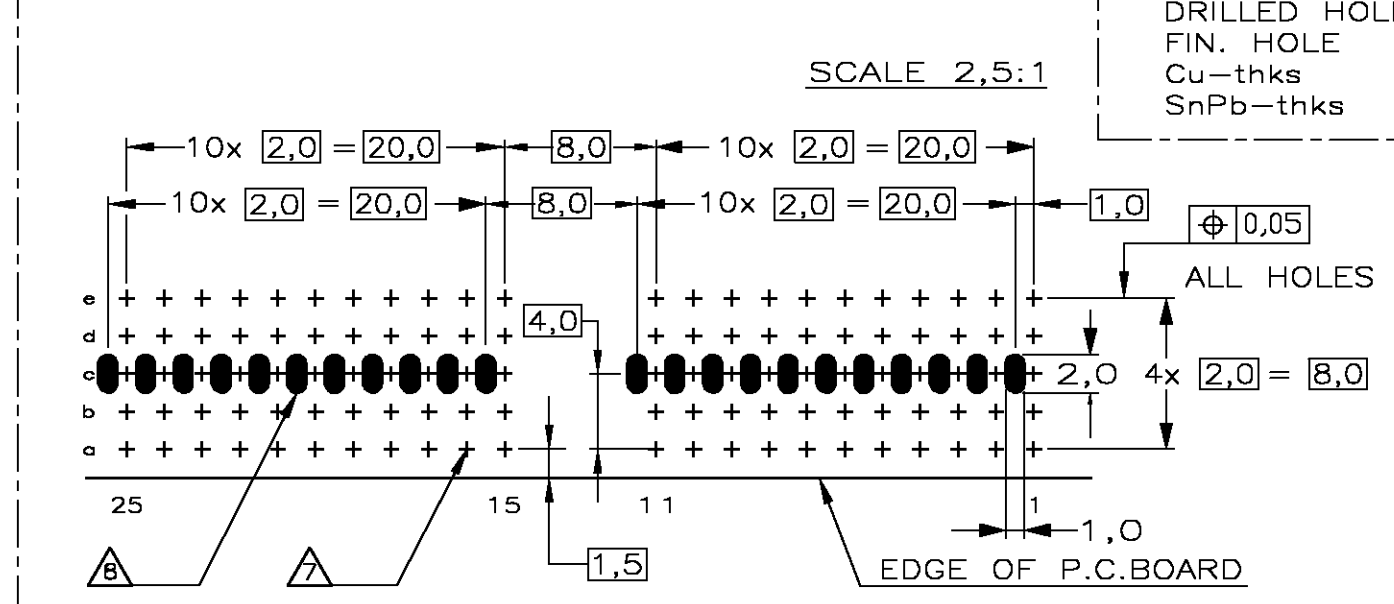 DRILLED HOL
FIN. HOLE
Cu-thks
SnPb-thks
SCALE 2,5:1
10x 2,0 = 20,0 8,0 10x 2,0 = 20,0
10x 2,0 = 20,0 8,0 10x 2,0 = 20,0 1,0
⌖ 0,05
ALL HOLES
e
d
4,0
c
2,0 4x 2,0 = 8,0
b
a
25 15 11 1
1,0
8 7 1,5 EDGE OF P.C.BOARD